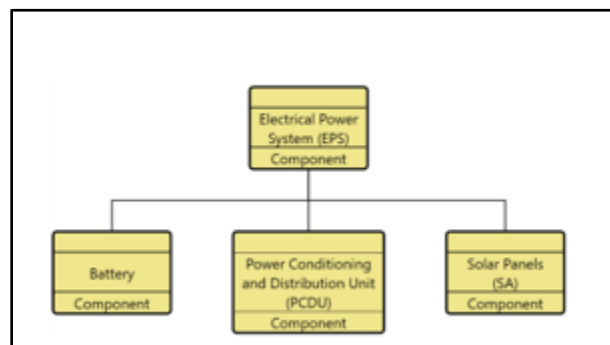 Electrical Power
System (EPS)
Component
Battery
Component
Power Conditioning
and Distribution Unit
(PCDU)
Component
Solar Panels
(SA)
Component